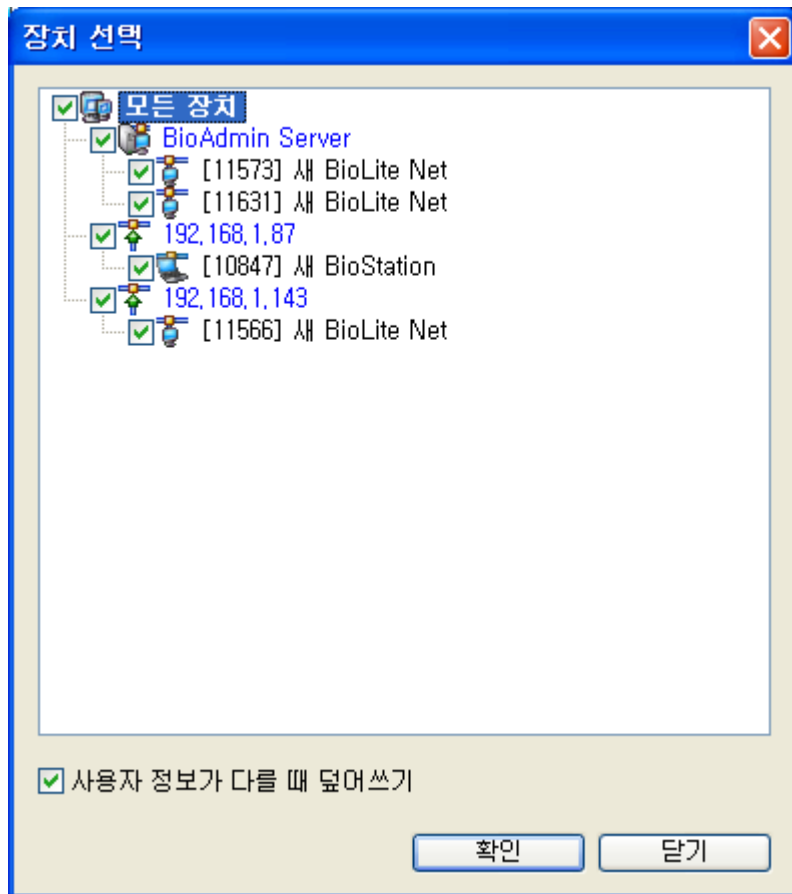 장치 선택
모든 장치
BioAdmin Server
[11573] 새 BioLite Net
[11631] 새 BioLite Net
192.168.1.87
[10847] 새 BioStation
192.168.1.143
[11566] 새 BioLite Net
사용자 정보가 다를 때 덮어쓰기
확인
닫기